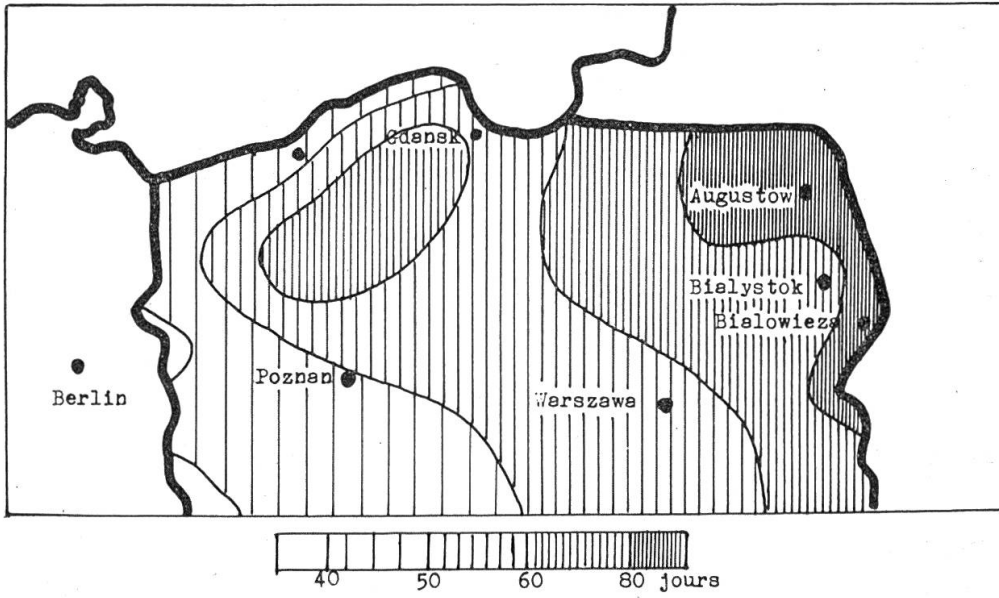 Gdansk
Augustow
Bialystok
Bialowieza
Poznan
Warszawa
Berlin
40 50 60 80 jours